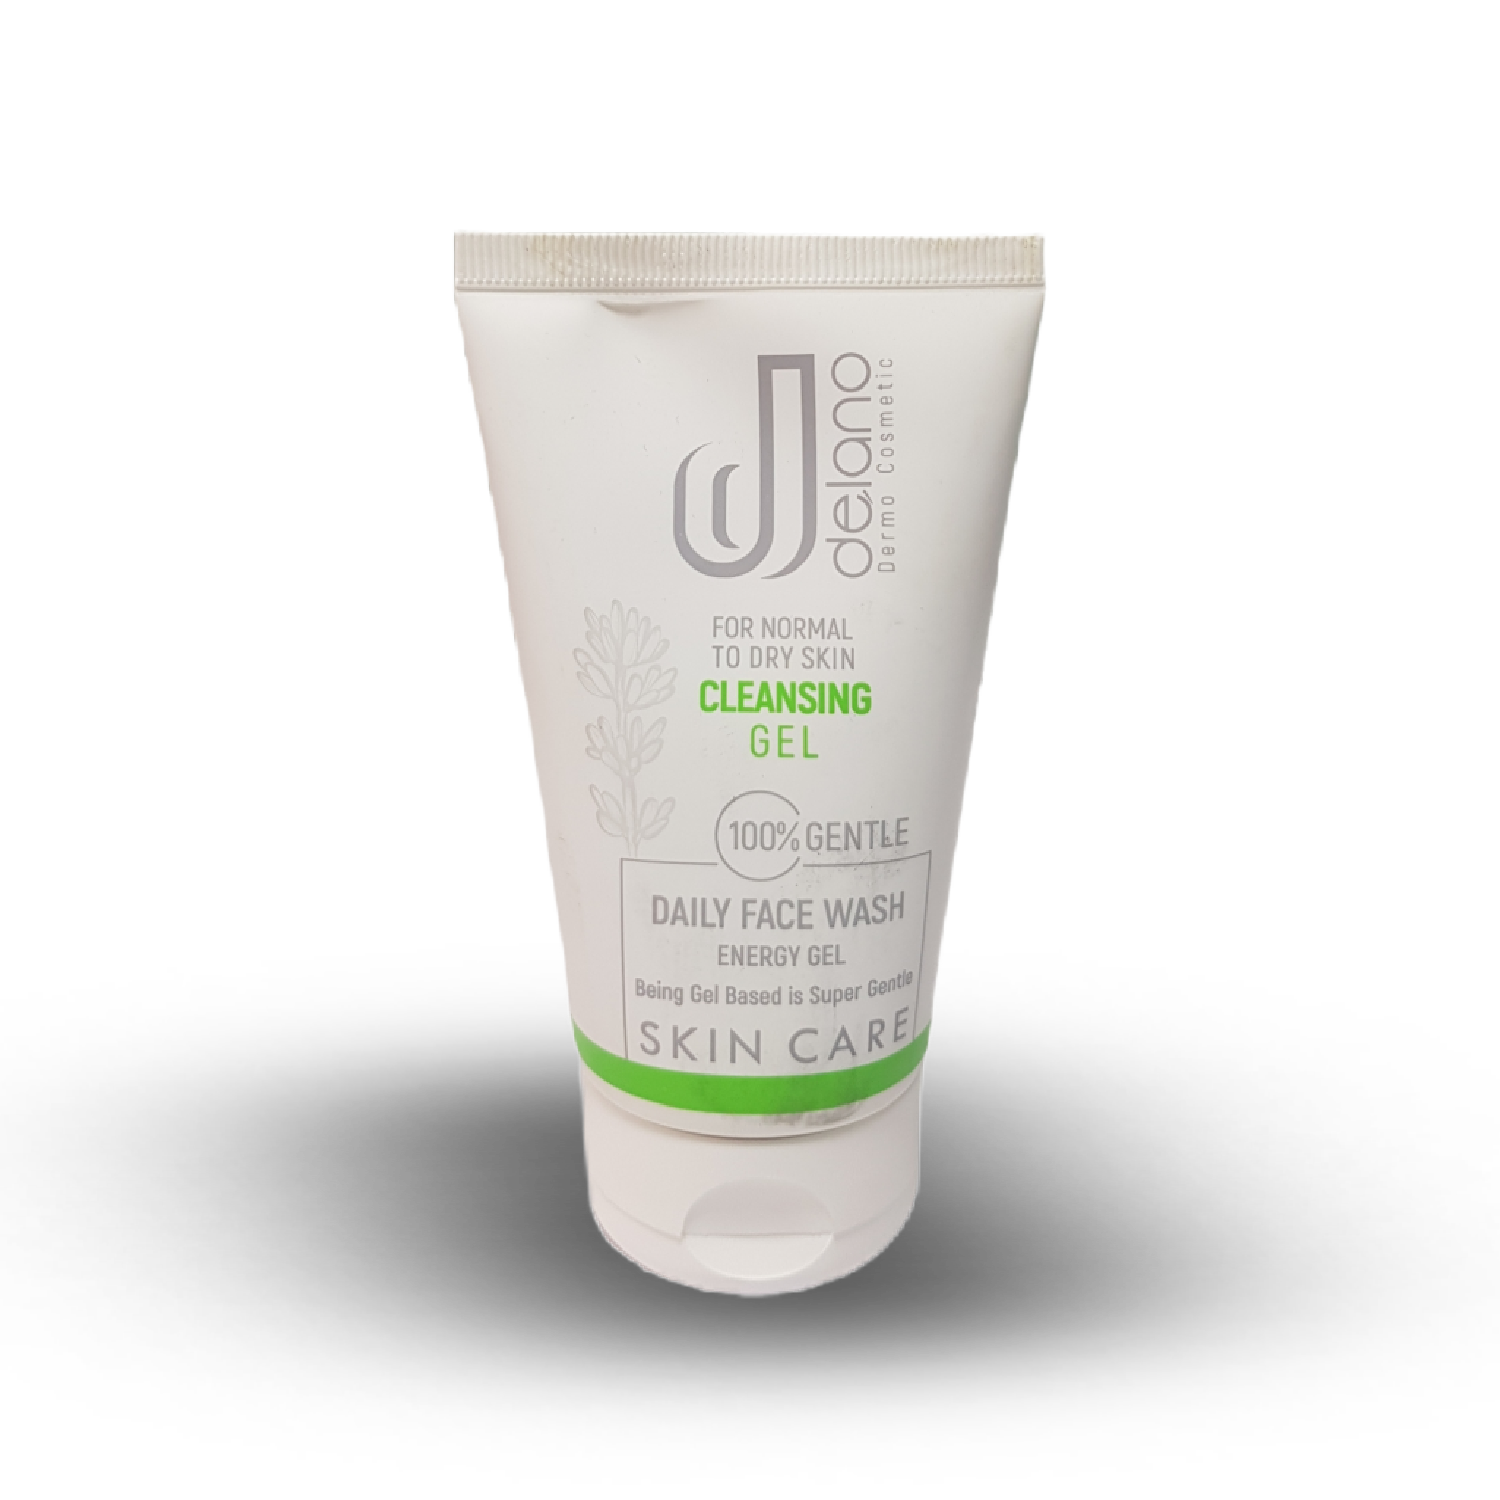 delano
Dermo Cosmetic
FOR NORMAL
TO DRY SKIN
CLEANSING
GEL
100% GENTLE
DAILY FACE WASH
ENERGY GEL
Being Gel Based is Super Gentle
SKIN CARE